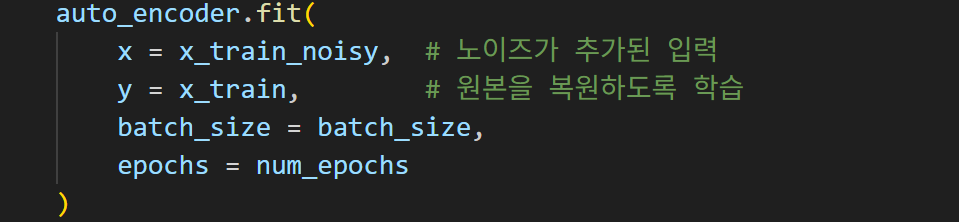 auto_encoder.fit(
    x = x_train_noisy,  # 노이즈가 추가된 입력
    y = x_train,        # 원본을 복원하도록 학습
    batch_size = batch_size,
    epochs = num_epochs
)